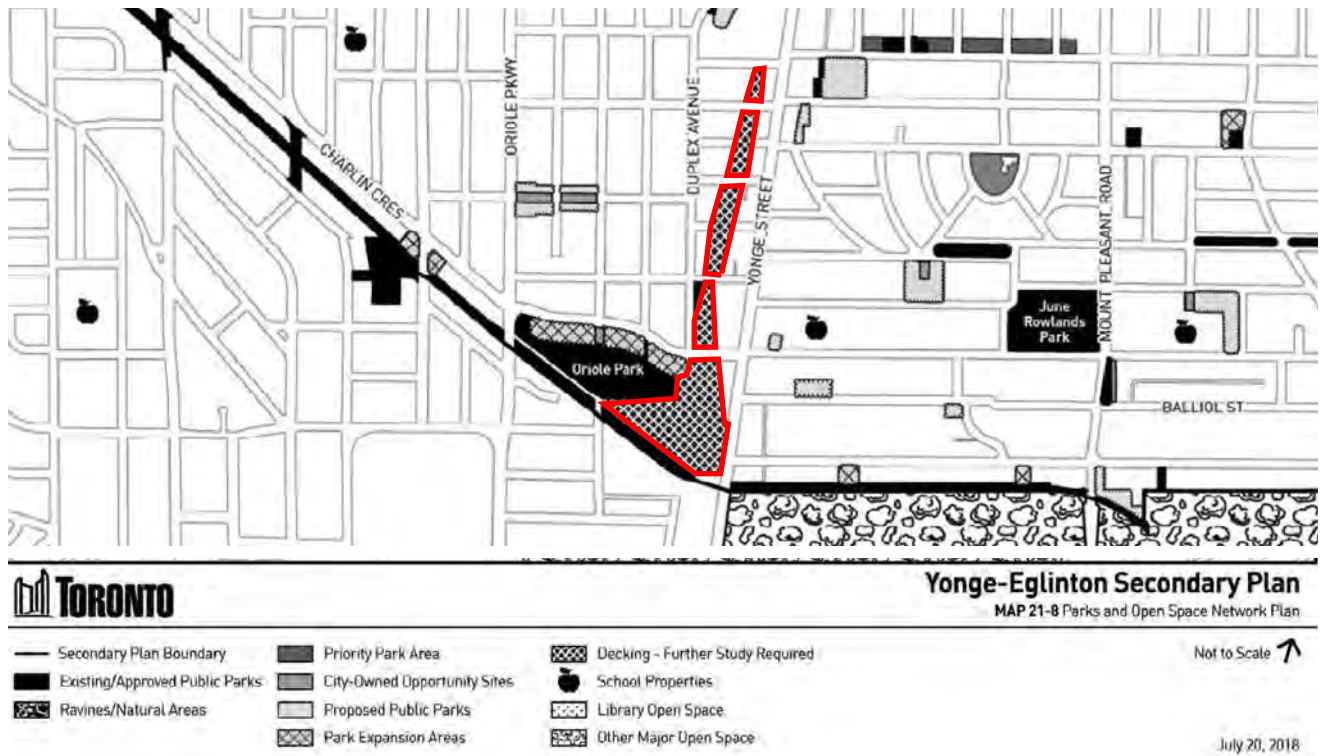 ORIOLE PKWY
DUPLEX AVENUE
CHAPLIN CRES
YONGE STREET
MOUNT PLEASANT ROAD
June
Rowlands
Park
Oriole Park
BALLIOL ST
TORONTO
Yonge-Eglinton Secondary Plan
MAP 21-8 Parks and Open Space Network Plan
Secondary Plan Boundary
Existing/Approved Public Parks
Ravines/Natural Areas
Priority Park Area
City-Owned Opportunity Sites
Proposed Public Parks
Park Expansion Areas
Decking - Further Study Required
School Properties
Library Open Space
Other Major Open Space
Not to Scale
July 20, 2018